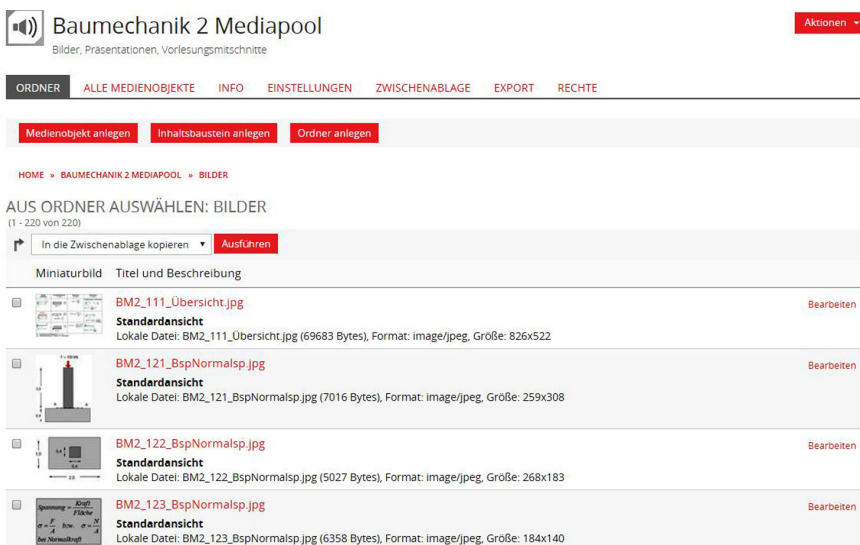 Baumechanik 2 Mediapool
Aktionen
Bilder, Präsentationen, Vorlesungsmitschnitte
ORDNER ALLE MEDIENOBJEKTE INFO EINSTELLUNGEN ZWISCHENABLAGE EXPORT RECHTE
Medienobjekt anlegen Inhaltsbaustein anlegen Ordner anlegen
HOME » BAUMECHANIK 2 MEDIAPOOL » BILDER
AUS ORDNER AUSWÄHLEN: BILDER
(1 - 220 von 220)
In die Zwischenablage kopieren Ausführen
Miniaturbild Titel und Beschreibung
BM2_111_Übersicht.jpg
Bearbeiten
Standardansicht
Lokale Datei: BM2_111_Übersicht.jpg (69683 Bytes), Format: image/jpeg, Größe: 826x522
BM2_121_BspNormalsp.jpg
Bearbeiten
Standardansicht
Lokale Datei: BM2_121_BspNormalsp.jpg (7016 Bytes), Format: image/jpeg, Größe: 259x308
BM2_122_BspNormalsp.jpg
Bearbeiten
Standardansicht
Lokale Datei: BM2_122_BspNormalsp.jpg (5027 Bytes), Format: image/jpeg, Größe: 268x183
BM2_123_BspNormalsp.jpg
Bearbeiten
Spannung = Kraft
Fläche
bei Normalkraft
Standardansicht
Lokale Datei: BM2_123_BspNormalsp.jpg (6358 Bytes), Format: image/jpeg, Größe: 184x140